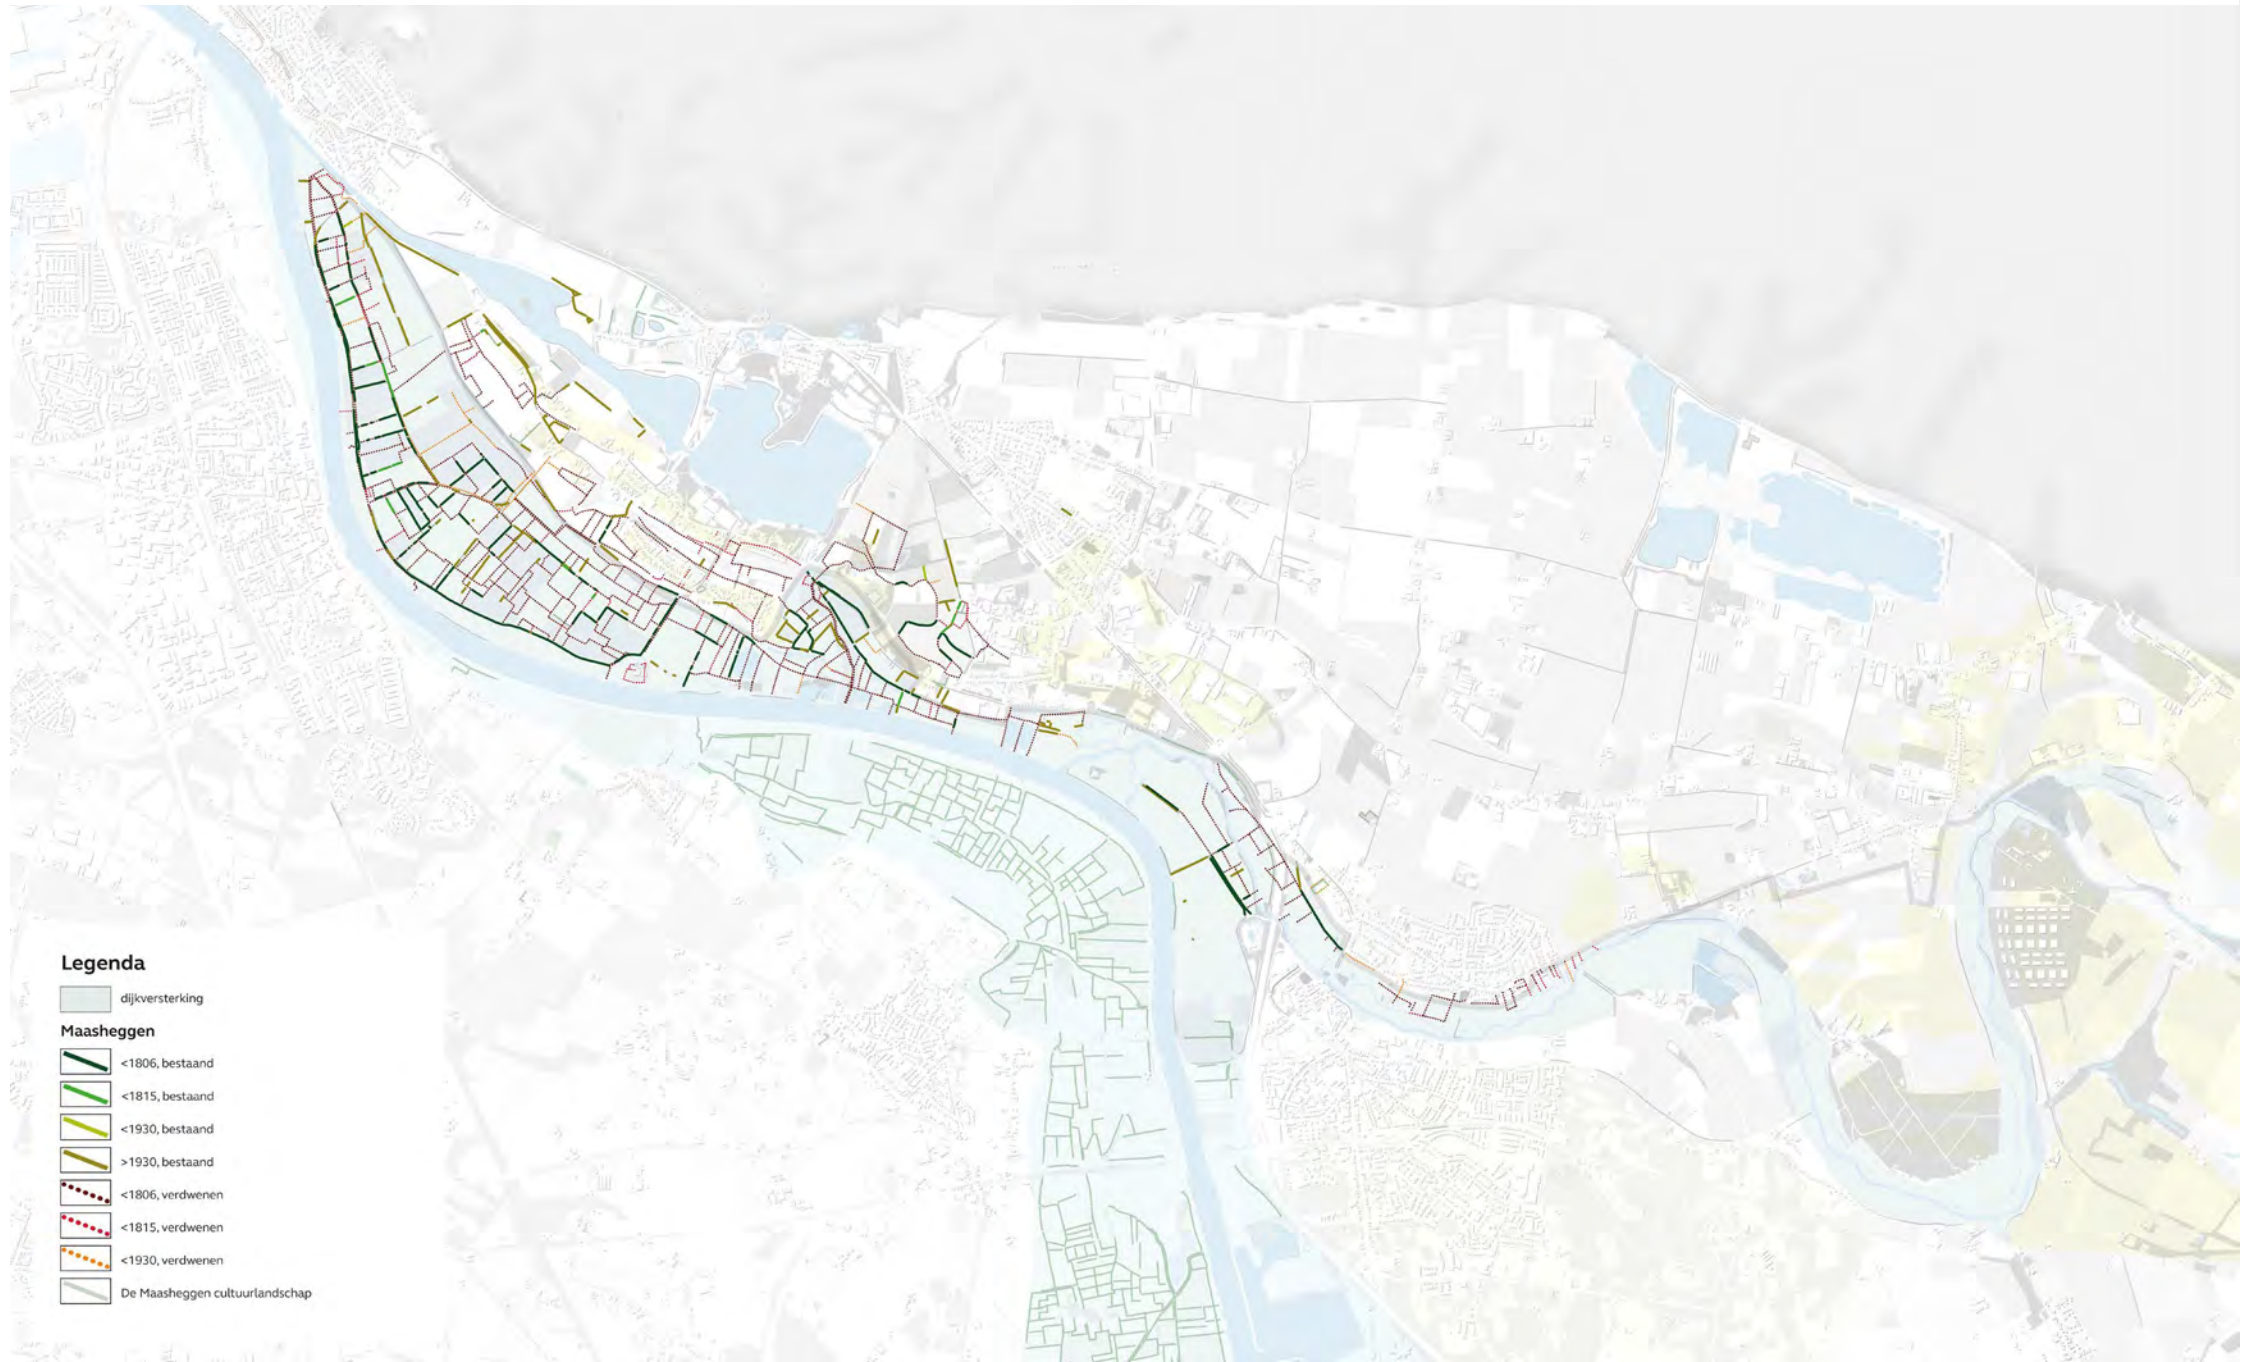 Legenda
dijkversterking
Maasheggen
<1806, bestaand
<1815, bestaand
<1930, bestaand
>1930, bestaand
<1806, verdwenen
<1815, verdwenen
<1930, verdwenen
De Maasheggen cultuurlandschap